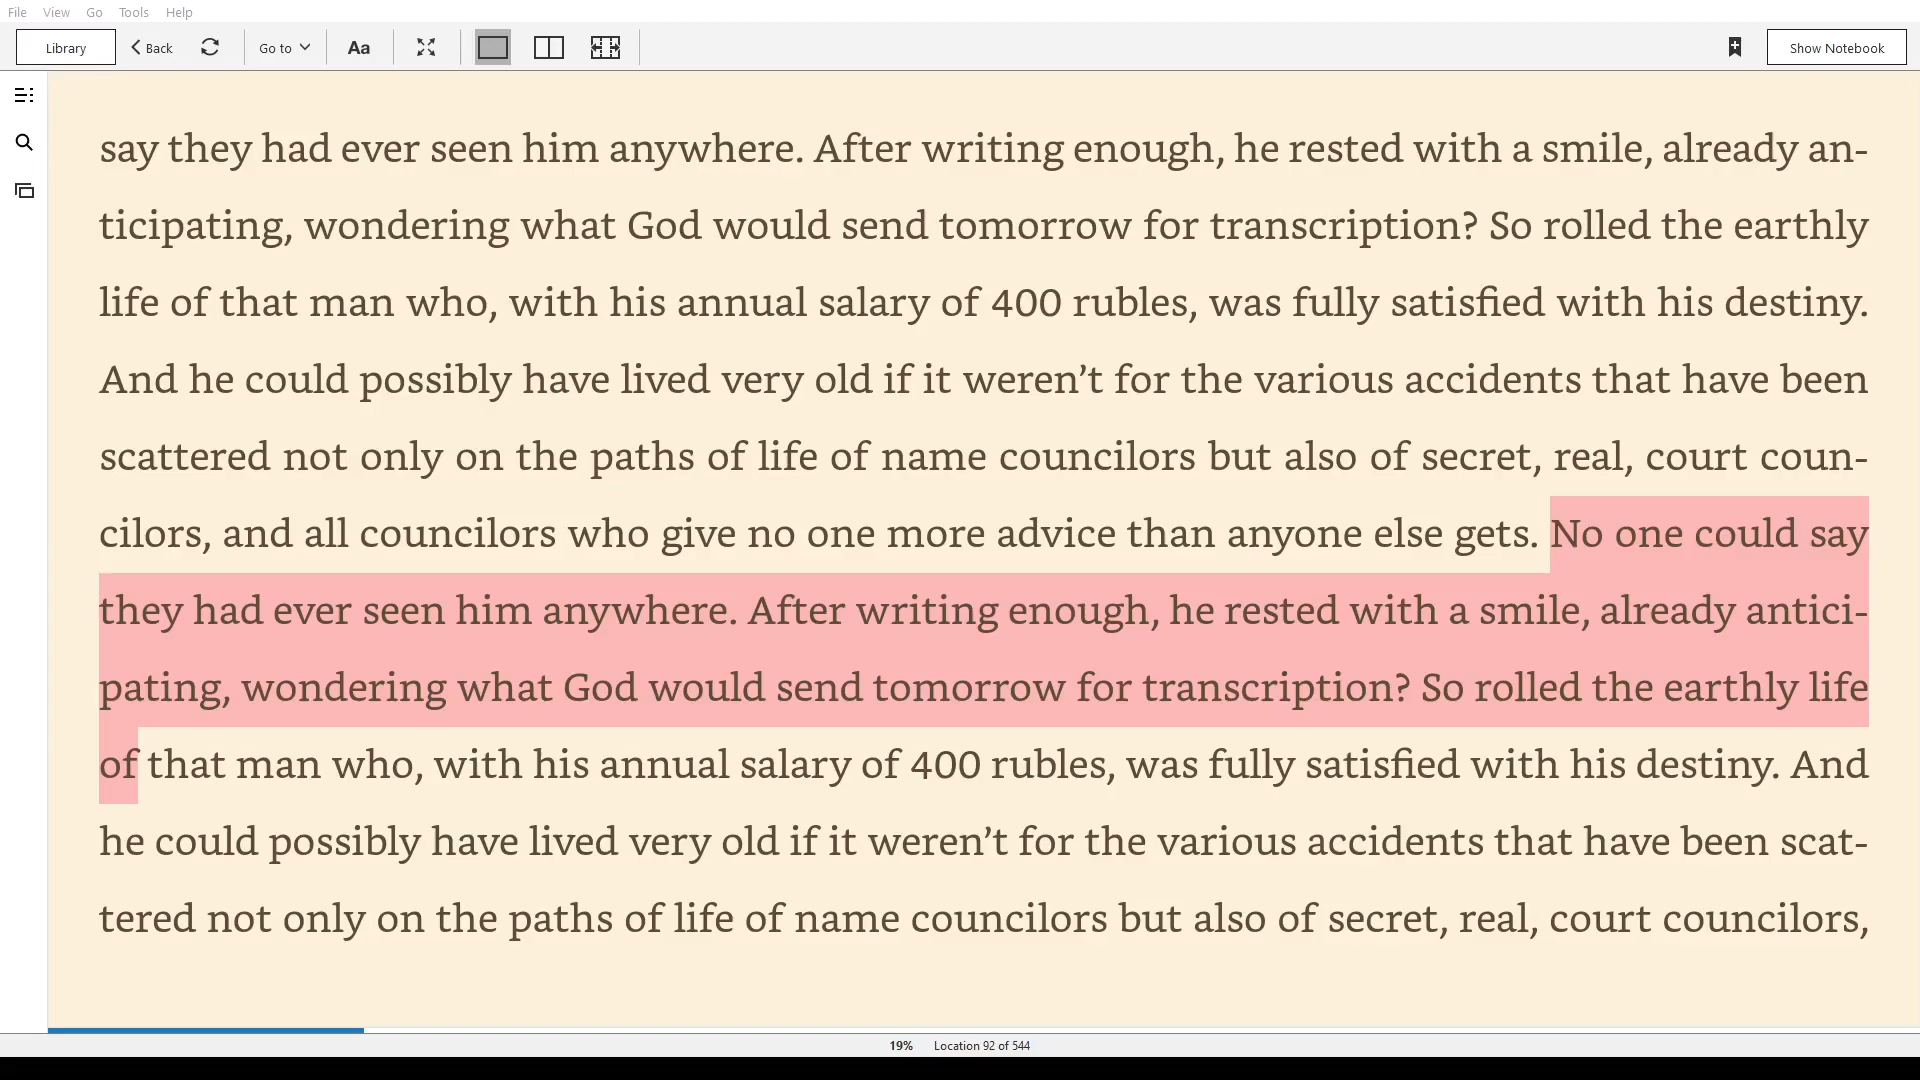 File View Go Tools Help
Library Back Go to Aa Show Notebook
say they had ever seen him anywhere. After writing enough, he rested with a smile, already an-
ticipating, wondering what God would send tomorrow for transcription? So rolled the earthly
life of that man who, with his annual salary of 400 rubles, was fully satisfied with his destiny.
And he could possibly have lived very old if it weren’t for the various accidents that have been
scattered not only on the paths of life of name councilors but also of secret, real, court coun-
cilors, and all councilors who give no one more advice than anyone else gets. No one could say
they had ever seen him anywhere. After writing enough, he rested with a smile, already antici-
pating, wondering what God would send tomorrow for transcription? So rolled the earthly life
of that man who, with his annual salary of 400 rubles, was fully satisfied with his destiny. And
he could possibly have lived very old if it weren’t for the various accidents that have been scat-
tered not only on the paths of life of name councilors but also of secret, real, court councilors,
19% Location 92 of 544